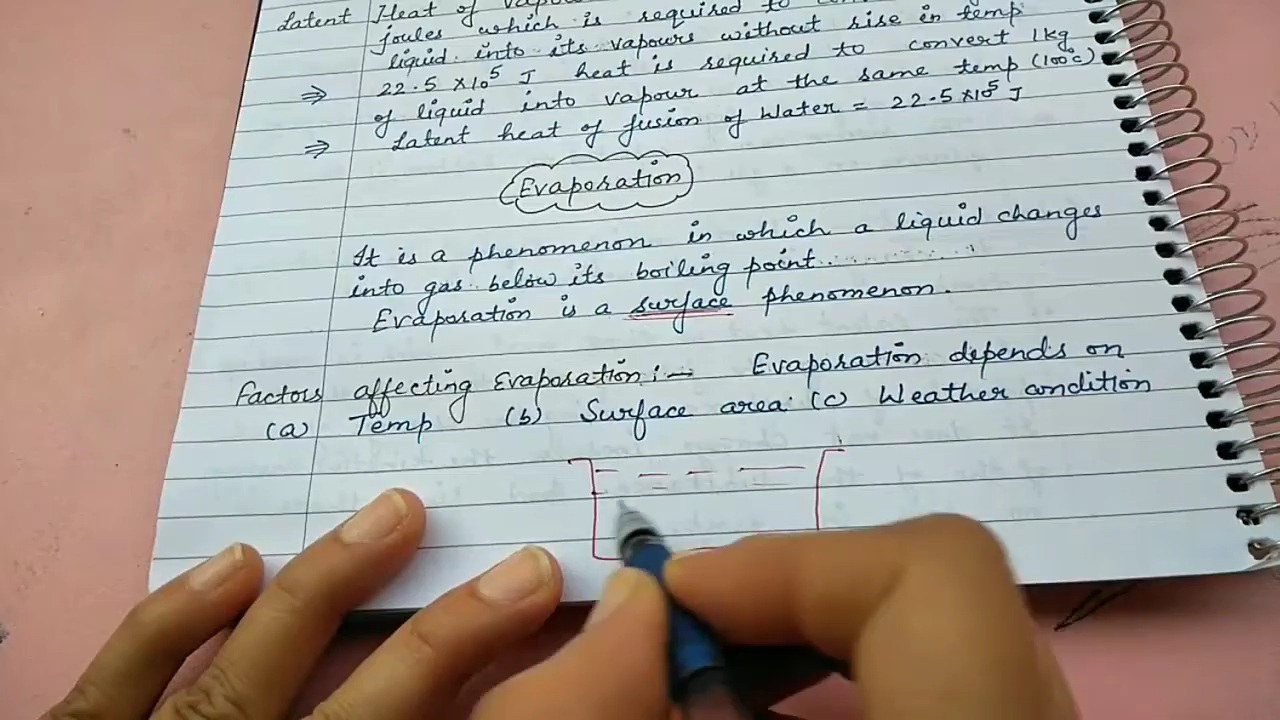 Latent Heat of
joules which is required to
liquid into its vapours without rise in temp
⇒ 22.5 ×10⁵ J heat is required to convert 1kg
of liquid into vapour at the same temp (100°c)
⇒ Latent heat of fusion of Water = 22.5×10⁵ J
Evaporation
It is a phenomenon in which a liquid changes
into gas below its boiling point..............
Evaporation is a surface phenomenon.
Factors affecting Evaporation :— Evaporation depends on
(a) Temp (b) Surface area (c) Weather condition